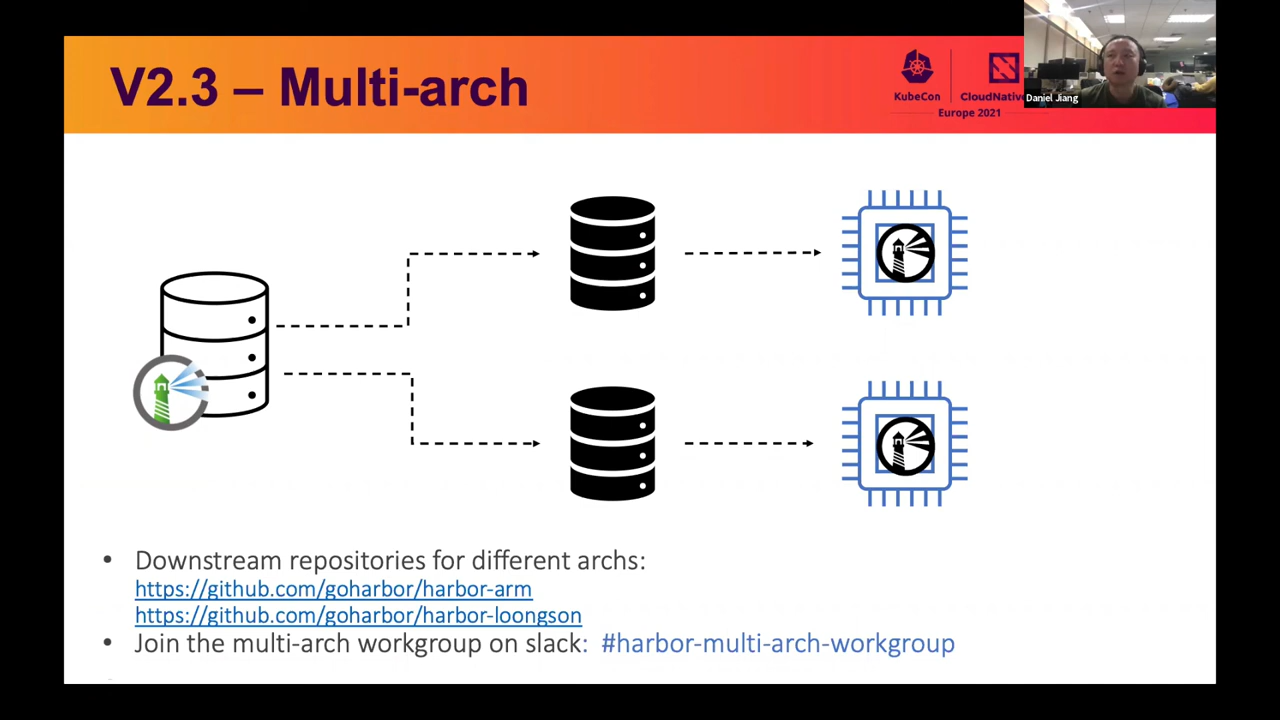 V2.3 – Multi-arch
KubeCon
CloudNative
Europe 2021
Daniel Jiang
• Downstream repositories for different archs:
https://github.com/goharbor/harbor-arm
https://github.com/goharbor/harbor-loongson
• Join the multi-arch workgroup on slack: #harbor-multi-arch-workgroup